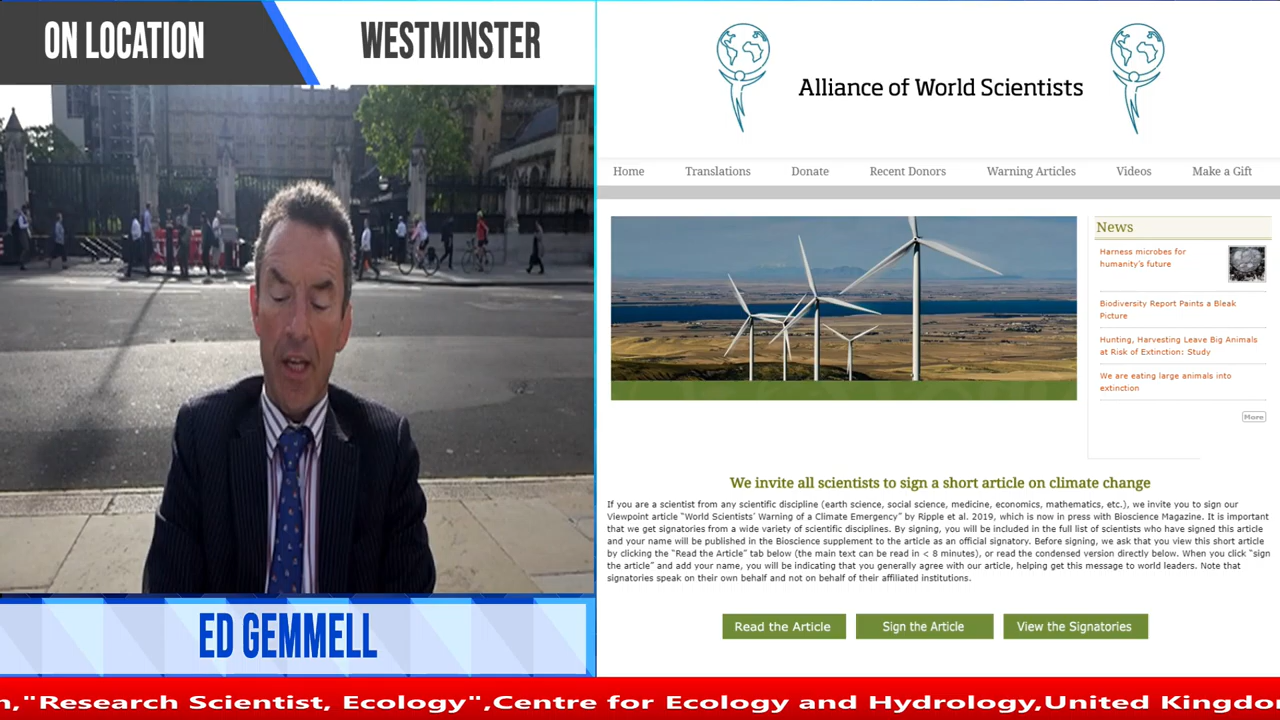 ON LOCATION
WESTMINSTER
ED GEMMELL
Alliance of World Scientists
Home
Translations
Donate
Recent Donors
Warning Articles
Videos
Make a Gift
News
Harness microbes for
humanity's future
Biodiversity Report Paints a Bleak
Picture
Hunting, Harvesting Leave Big Animals
at Risk of Extinction: Study
We are eating large animals into
extinction
More
We invite all scientists to sign a short article on climate change
If you are a scientist from any scientific discipline (earth science, social science, medicine, economics, mathematics, etc.), we invite you to sign our
Viewpoint article "World Scientists' Warning of a Climate Emergency" by Ripple et al. 2019, which is now in press with Bioscience Magazine. It is important
that we get signatories from a wide variety of scientific disciplines. By signing, you will be included in the full list of scientists who have signed this article
and your name will be published in the Bioscience supplement to the article as an official signatory. Before signing, we ask that you view this short article
by clicking the "Read the Article" tab below (the main text can be read in < 8 minutes), or read the condensed version directly below. When you click "sign
the article" and add your name, you will be indicating that you generally agree with our article, helping get this message to world leaders. Note that
signatories speak on their own behalf and not on behalf of their affiliated institutions.
Read the Article
Sign the Article
View the Signatories
n,"Research Scientist, Ecology",Centre for Ecology and Hydrology,United Kingdo